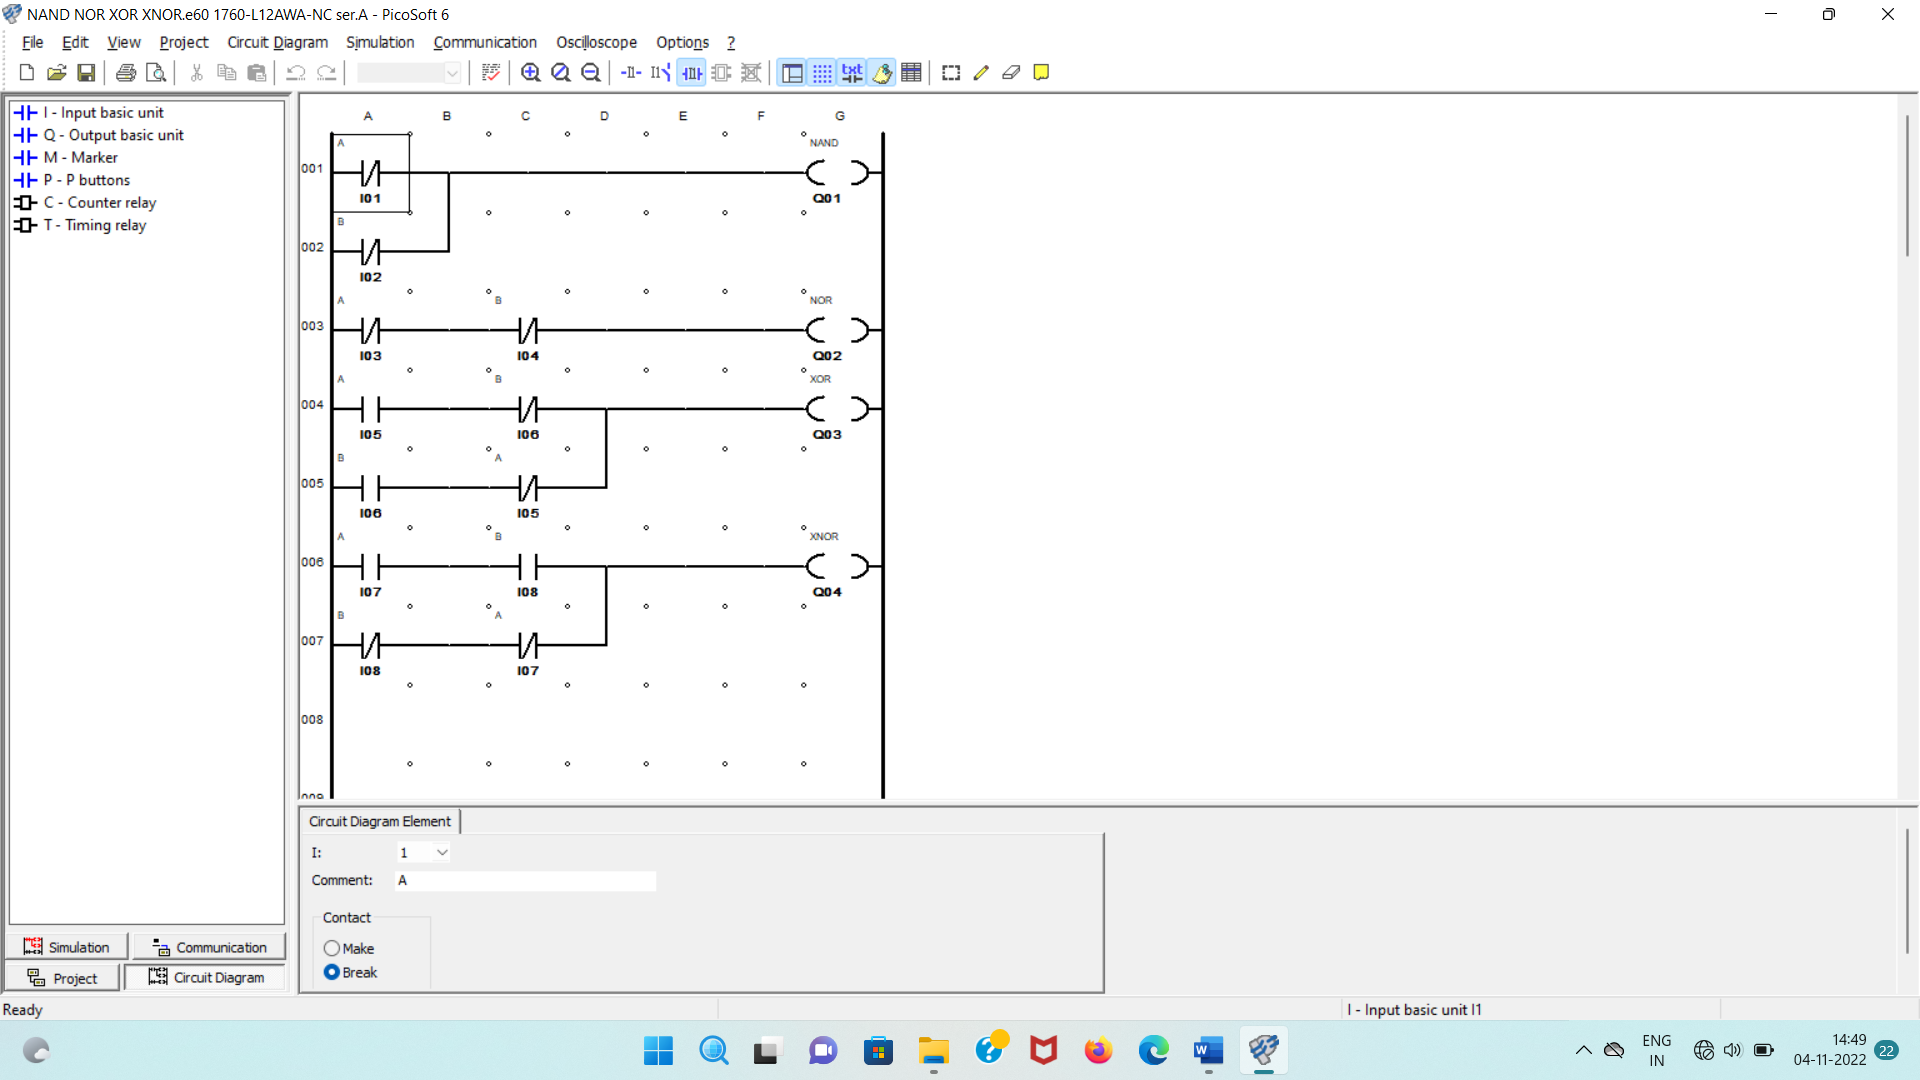 NAND NOR XOR XNOR.e60 1760-L12AWA-NC ser.A - PicoSoft 6
File Edit View Project Circuit Diagram Simulation Communication Oscilloscope Options ?
txt
I - Input basic unit
Q - Output basic unit
M - Marker
P - P buttons
C - Counter relay
T - Timing relay
A B C D E F G
A NAND
001
I01 Q01
B
002
I02
A B NOR
003
I03 I04 Q02
A B XOR
004
I05 I06 Q03
B A
005
I06 I05
A B XNOR
006
I07 I08 Q04
B A
007
I08 I07
008
009
Circuit Diagram Element
I: 1
Comment: A
Contact
Make
Break
Simulation Communication
Project Circuit Diagram
Ready I - Input basic unit I1
W
ENG
IN
14:49
04-11-2022
22